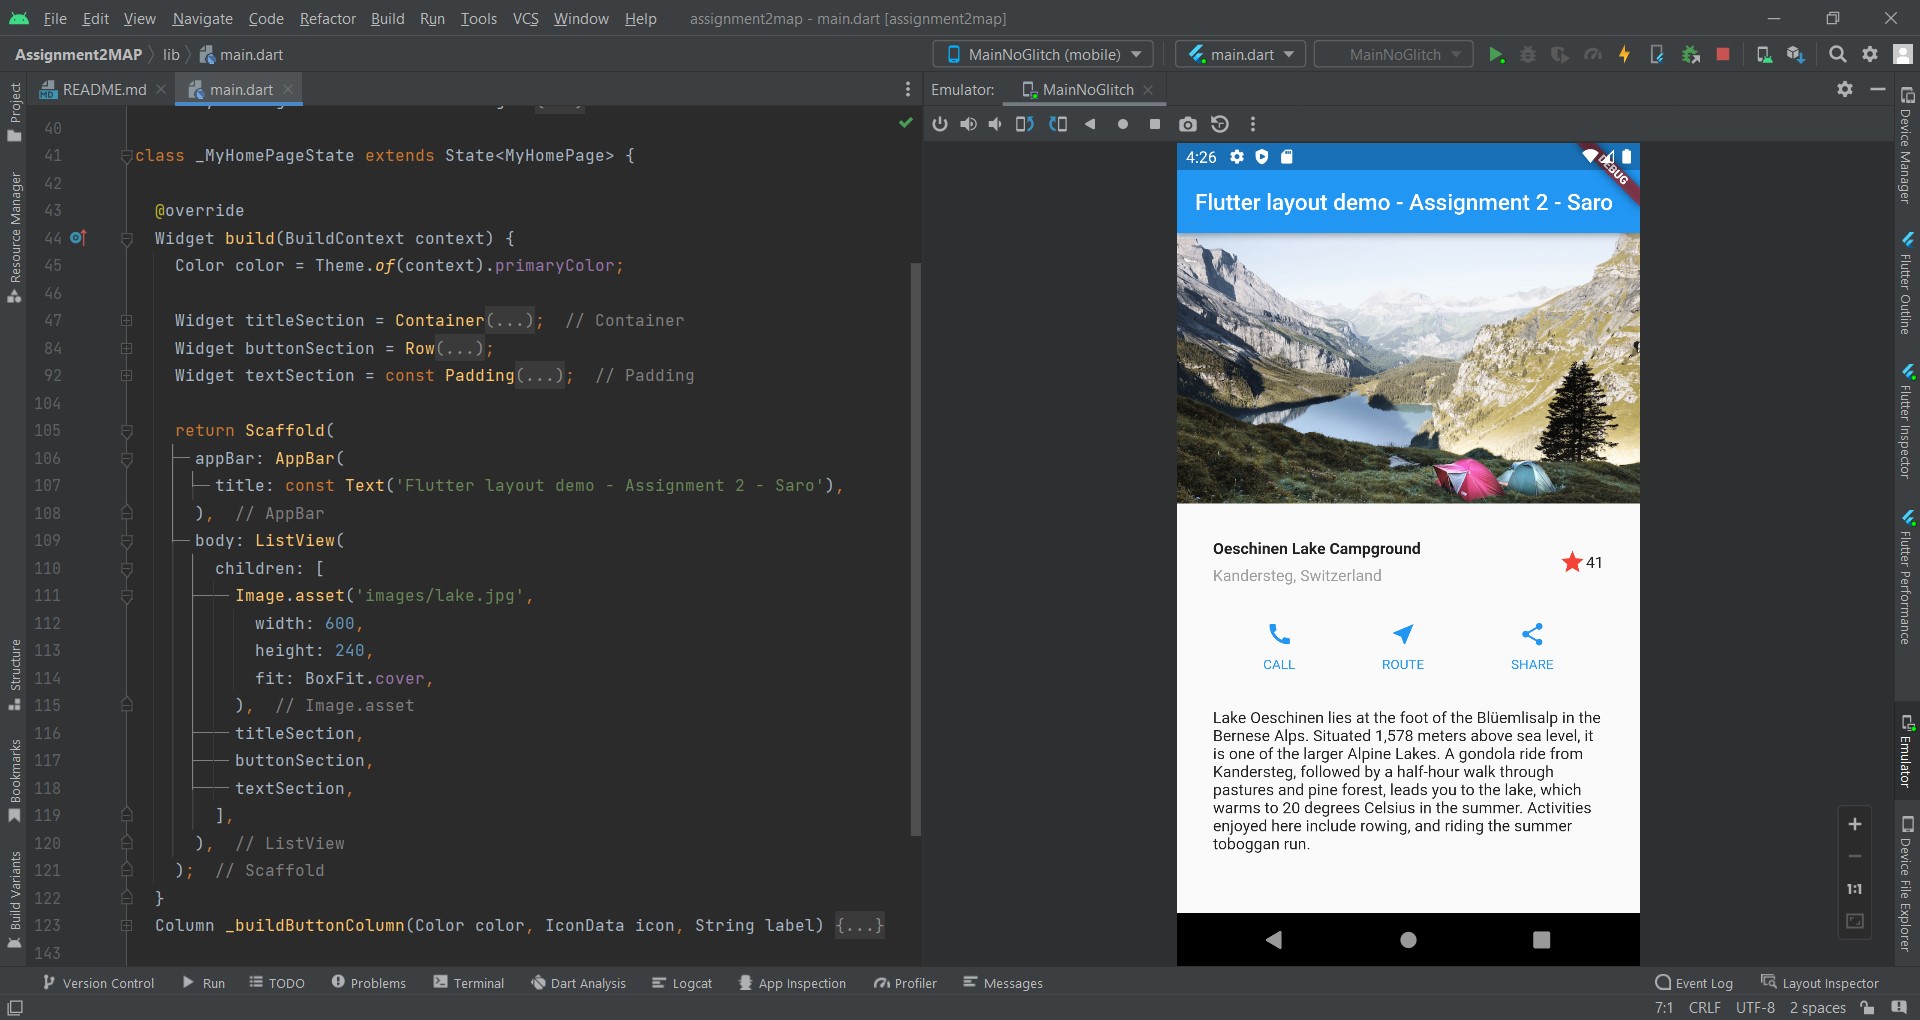 File Edit View Navigate Code Refactor Build Run Tools VCS Window Help assignment2map - main.dart [assignment2map]
Assignment2MAP lib main.dart MainNoGlitch (mobile) main.dart MainNoGlitch
README.md main.dart
Project
Resource Manager
Structure
Bookmarks
Build Variants
40
41 class _MyHomePageState extends State<MyHomePage> {
42
43 @override
44 Widget build(BuildContext context) {
45 Color color = Theme.of(context).primaryColor;
46
47 Widget titleSection = Container(...); // Container
84 Widget buttonSection = Row(...);
92 Widget textSection = const Padding(...); // Padding
104
105 return Scaffold(
106 appBar: AppBar(
107 title: const Text('Flutter layout demo - Assignment 2 - Saro'),
108 ), // AppBar
109 body: ListView(
110 children: [
111 Image.asset('images/lake.jpg',
112 width: 600,
113 height: 240,
114 fit: BoxFit.cover,
115 ), // Image.asset
116 titleSection,
117 buttonSection,
118 textSection,
119 ],
120 ), // ListView
121 ); // Scaffold
122 }
123 Column _buildButtonColumn(Color color, IconData icon, String label) {...}
143
Emulator: MainNoGlitch
4:26
DEBUG
Flutter layout demo - Assignment 2 - Saro
Oeschinen Lake Campground
Kandersteg, Switzerland
41
CALL ROUTE SHARE
Lake Oeschinen lies at the foot of the Blüemlisalp in the
Bernese Alps. Situated 1,578 meters above sea level, it
is one of the larger Alpine Lakes. A gondola ride from
Kandersteg, followed by a half-hour walk through
pastures and pine forest, leads you to the lake, which
warms to 20 degrees Celsius in the summer. Activities
enjoyed here include rowing, and riding the summer
toboggan run.
1:1
Device Manager
Flutter Outline
Flutter Inspector
Flutter Performance
Emulator
Device File Explorer
Version Control Run TODO Problems Terminal Dart Analysis Logcat App Inspection Profiler Messages Event Log Layout Inspector
7:1 CRLF UTF-8 2 spaces